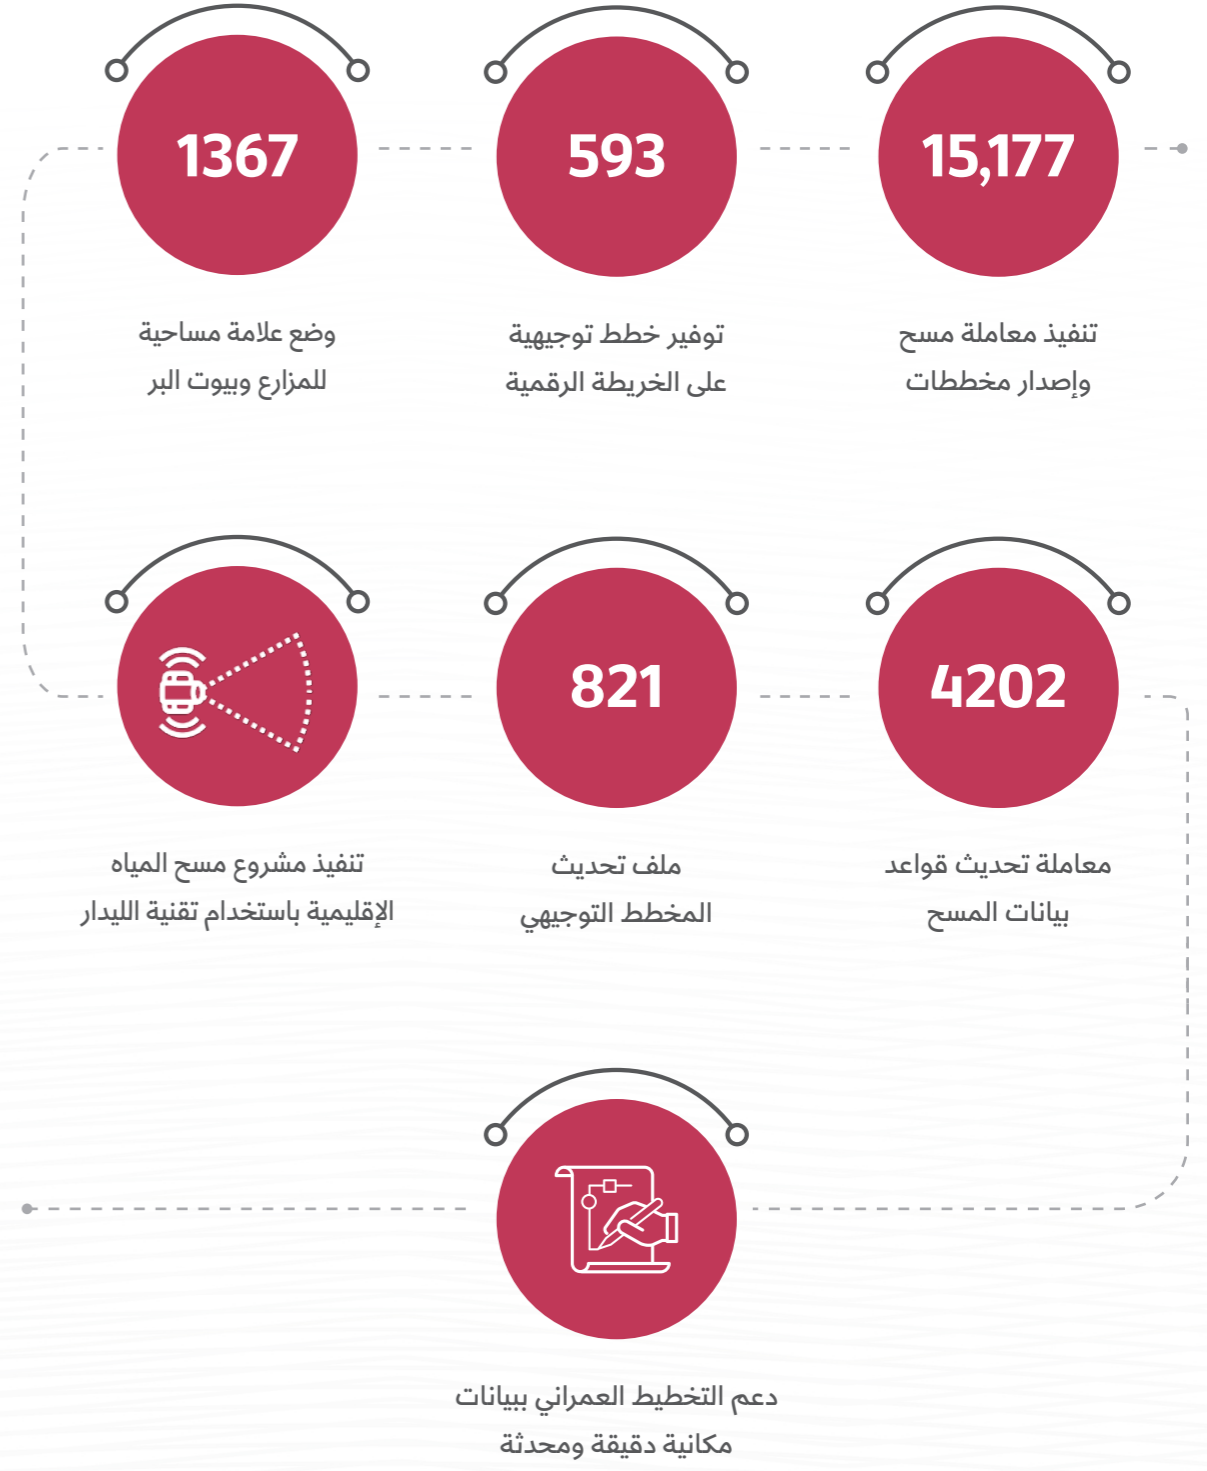 15,177
تنفيذ معاملة مسح
وإصدار مخططات
593
توفير خطط توجيهية
على الخريطة الرقمية
1367
وضع علامة مساحية
للمزارع وبيوت البر
تنفيذ مشروع مسح المياه
الإقليمية باستخدام تقنية الليدار
821
ملف تحديث
المخطط التوجيهي
4202
معاملة تحديث قواعد
بيانات المسح
دعم التخطيط العمراني ببيانات
مكانية دقيقة ومحدثة